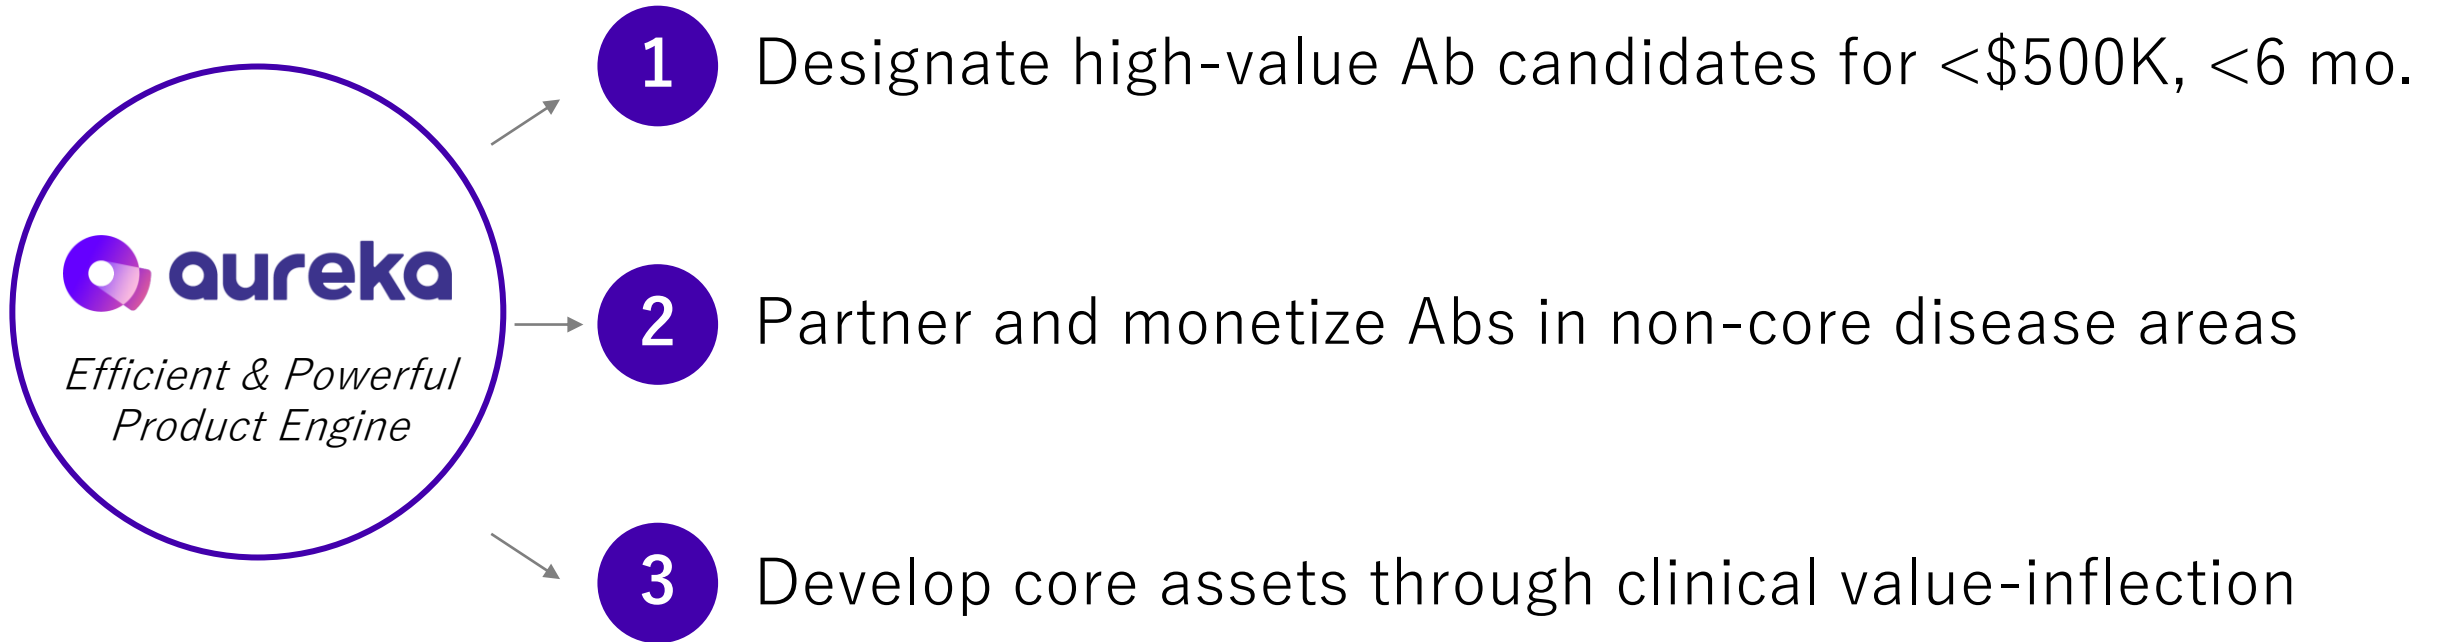 aureka
Efficient & Powerful
Product Engine
1 Designate high-value Ab candidates for <$500K, <6 mo.
2 Partner and monetize Abs in non-core disease areas
3 Develop core assets through clinical value-inflection